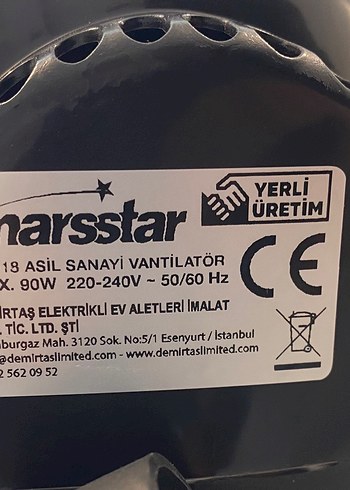 narsstar
YERLİ
ÜRETİM
18 ASİL SANAYİ VANTİLATÖR
X. 90W 220-240V ~ 50/60 Hz
CE
İRTAŞ ELEKTRİKLİ EV ALETLERİ İMALAT
. TİC. LTD. ŞTİ
burgaz Mah. 3120 Sok. No:5/1 Esenyurt / İstanbul
@demirtaslimited.com - www.demirtaslimited.com
2 562 09 52